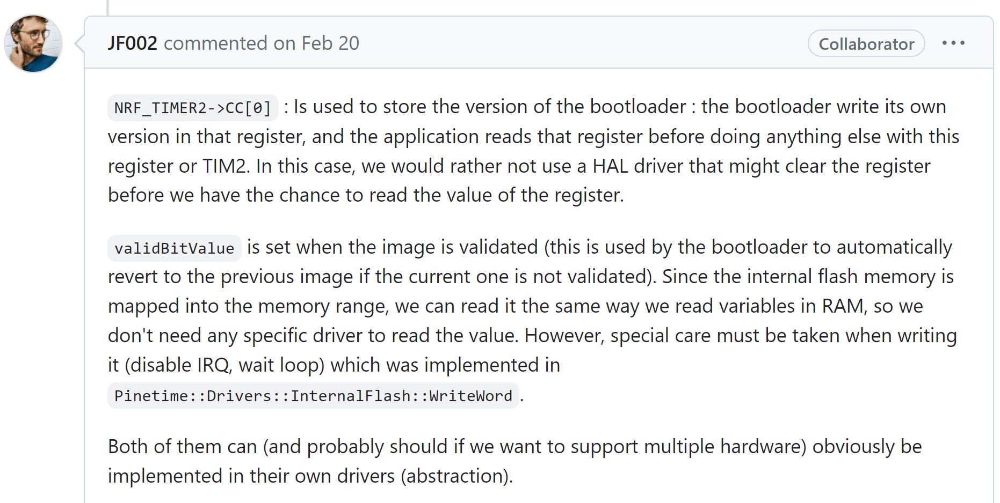 JF002 commented on Feb 20
Collaborator
NRF_TIMER2->CC[0] : Is used to store the version of the bootloader : the bootloader write its own
version in that register, and the application reads that register before doing anything else with this
register or TIM2. In this case, we would rather not use a HAL driver that might clear the register
before we have the chance to read the value of the register.
validBitValue is set when the image is validated (this is used by the bootloader to automatically
revert to the previous image if the current one is not validated). Since the internal flash memory is
mapped into the memory range, we can read it the same way we read variables in RAM, so we
don't need any specific driver to read the value. However, special care must be taken when writing
it (disable IRQ, wait loop) which was implemented in
Pinetime::Drivers::InternalFlash::WriteWord.
Both of them can (and probably should if we want to support multiple hardware) obviously be
implemented in their own drivers (abstraction).